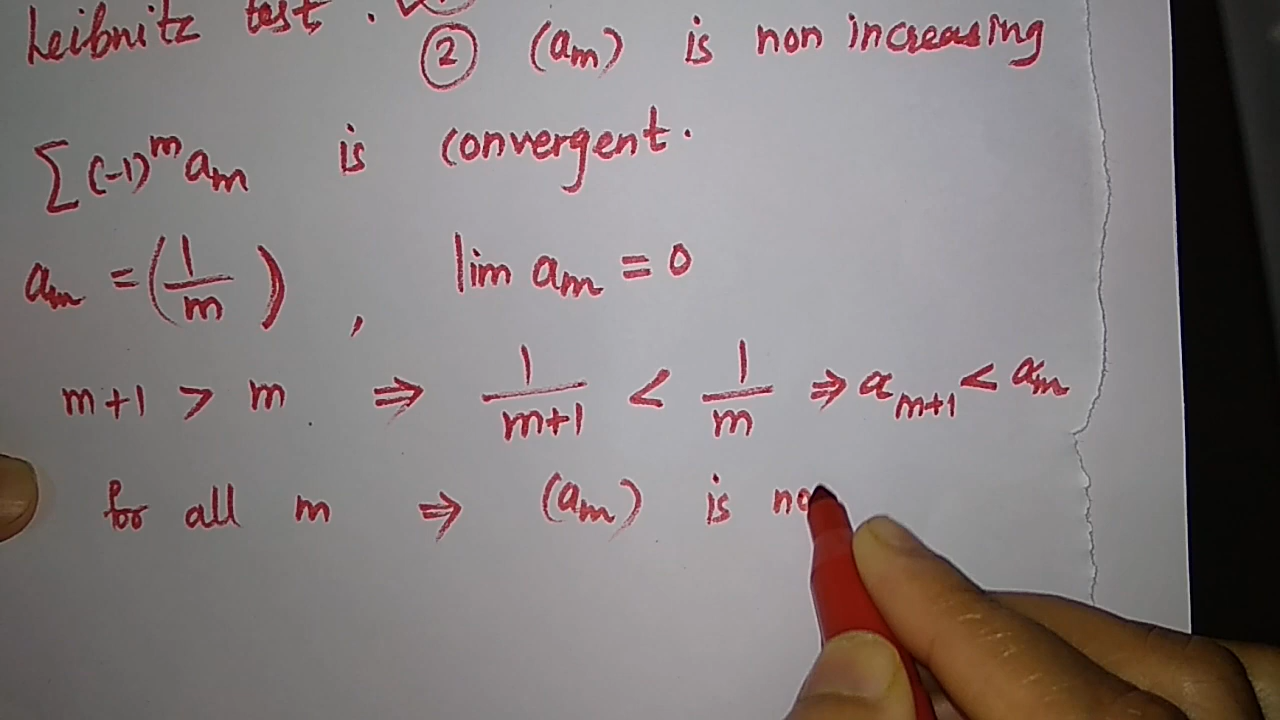 Leibnitz test.
② (aₘ) is non increasing
∑(-1)ᵐ aₘ is convergent.
aₘ = (1/m), lim aₘ = 0
m+1 > m ⇒ 1/(m+1) < 1/m ⇒ aₘ₊₁ < aₘ
for all m ⇒ (aₘ) is no